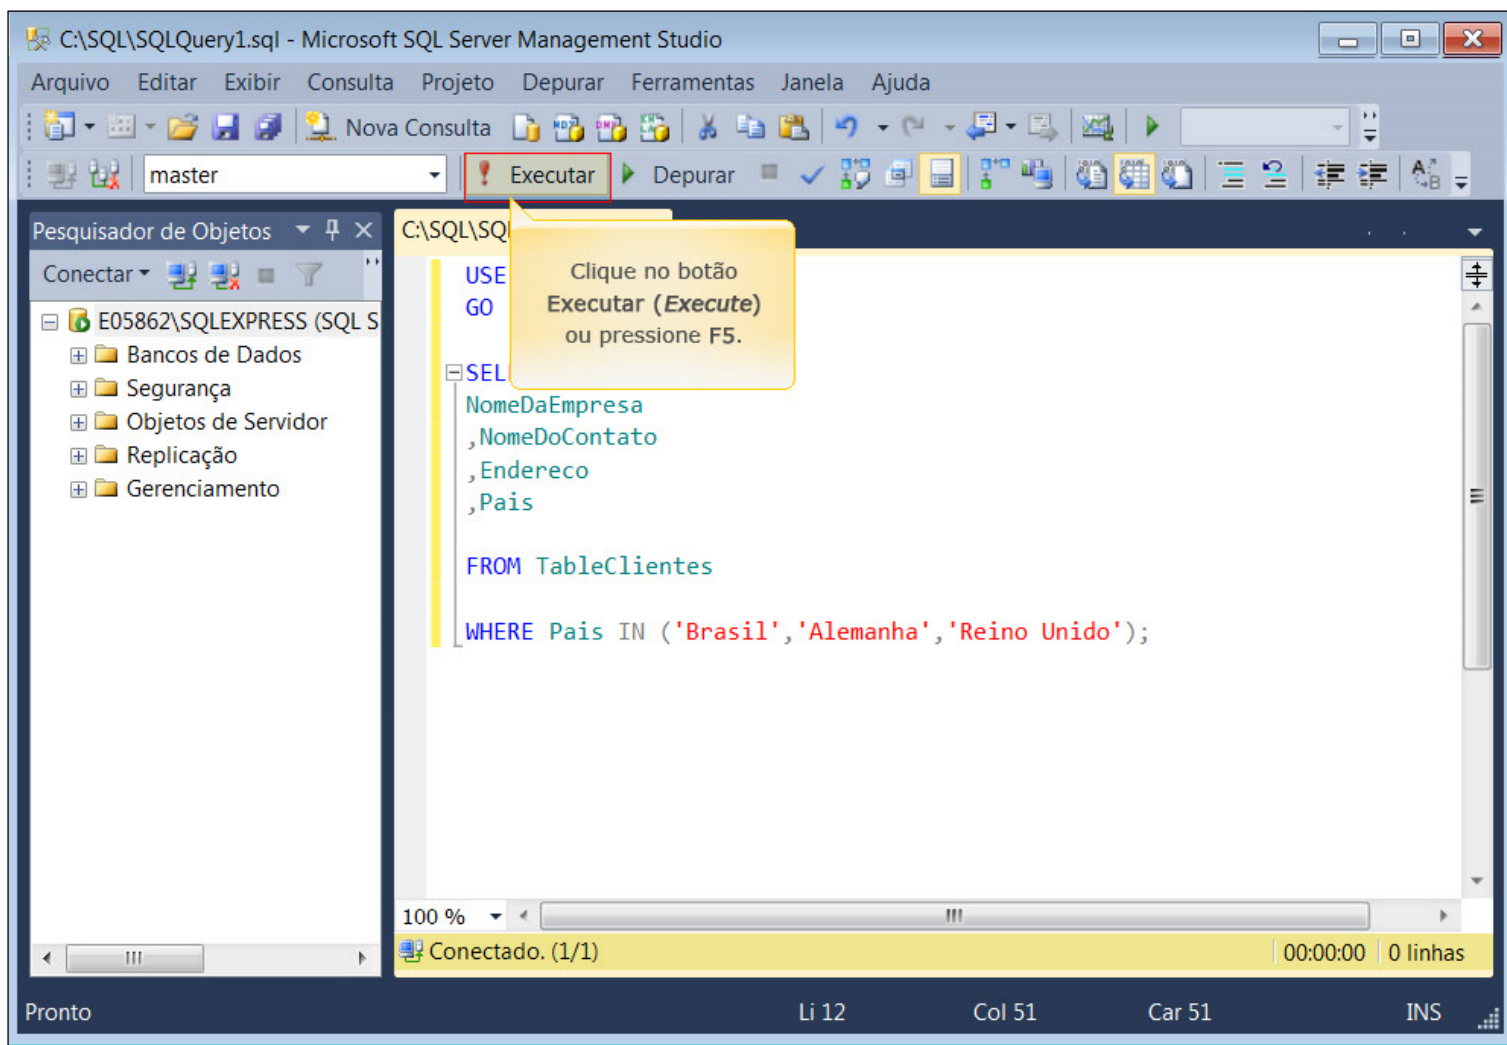 C:\SQL\SQLQuery1.sql - Microsoft SQL Server Management Studio
Arquivo Editar Exibir Consulta Projeto Depurar Ferramentas Janela Ajuda
Nova Consulta
master Executar Depurar
Pesquisador de Objetos
Conectar
E05862\SQLEXPRESS (SQL S
Bancos de Dados
Segurança
Objetos de Servidor
Replicação
Gerenciamento
C:\SQL\SQ
Clique no botão
Executar (Execute)
ou pressione F5.
USE
GO
SEL
NomeDaEmpresa
,NomeDoContato
,Endereco
,Pais
FROM TableClientes
WHERE Pais IN ('Brasil','Alemanha','Reino Unido');
100 %
Conectado. (1/1) 00:00:00 0 linhas
Pronto Li 12 Col 51 Car 51 INS